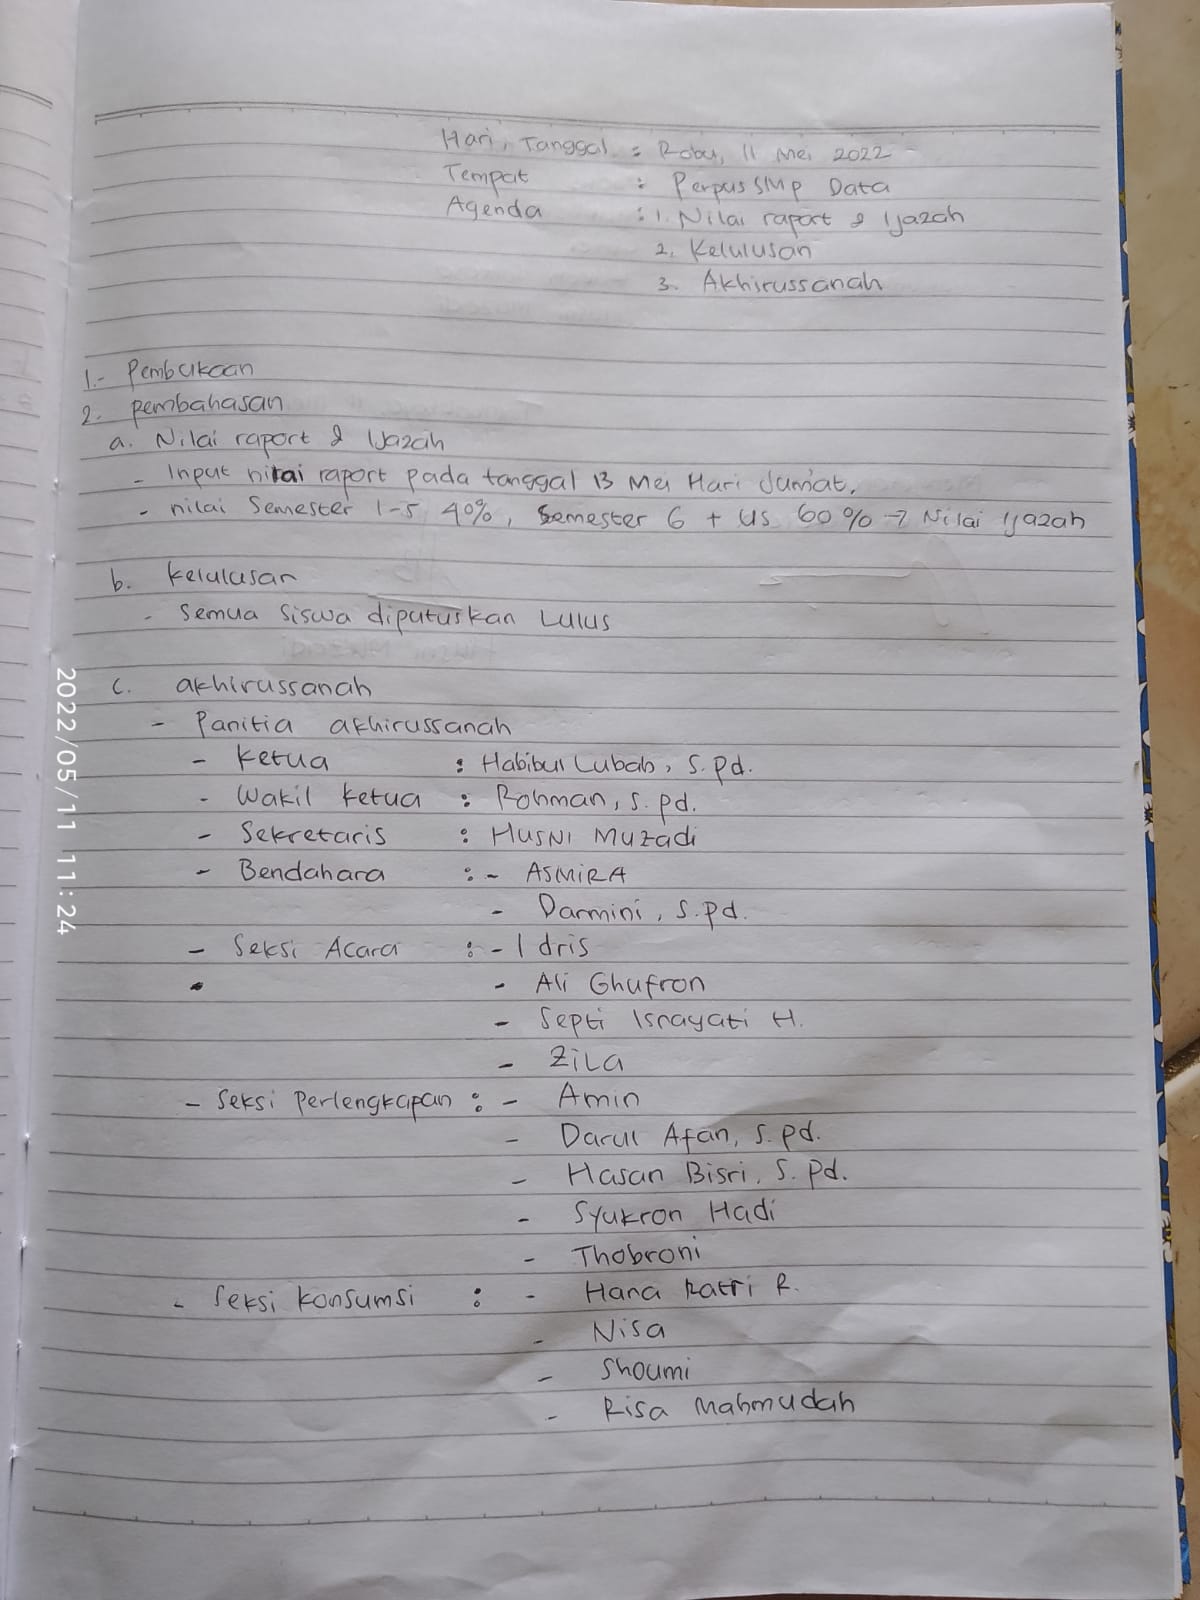 Hari, Tanggal : Rabu, 11 Mei 2022
Tempat : Perpus SMP Data
Agenda : 1. Nilai raport & Ijazah
2. Kelulusan
3. Akhirussanah
1. Pembukaan
2. pembahasan
a. Nilai raport & Ijazah
- Input nilai raport pada tanggal 13 Mei Hari Jum'at.
- nilai Semester 1-5 40%, Semester 6 + US 60% → Nilai Ijazah
b. Kelulusan
- Semua siswa diputuskan Lulus
c. akhirussanah
- Panitia akhirussanah
- Ketua : Habibul Lubab, S.Pd.
- Wakil Ketua : Rohman, S.Pd.
- Sekretaris : Husni Muzadi
- Bendahara : - ASMIRA
- Darmini, S.Pd.
- Seksi Acara : - Idris
- Ali Ghufron
- Septi Isnayati H.
- Zila
- Seksi Perlengkapan : - Amin
- Darul Afan, S.Pd.
- Hasan Bisri, S.Pd.
- Syukron Hadi
- Thobroni
- Seksi Konsumsi : - Hana Ratri R.
- Nisa
- Shoumi
- Risa Mahmudah
2022/05/11 11:24